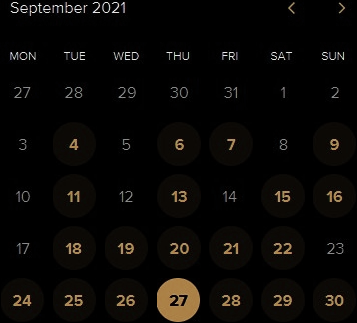 September 2021
MON TUE WED THU FRI SAT SUN
27 28 29 30 31 1 2
3 4 5 6 7 8 9
10 11 12 13 14 15 16
17 18 19 20 21 22 23
24 25 26 27 28 29 30